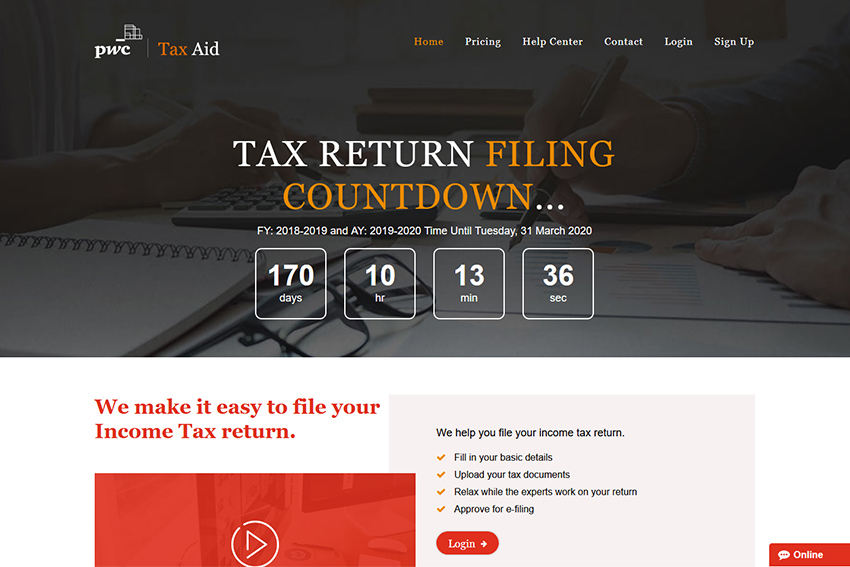 pwc | Tax Aid
Home Pricing Help Center Contact Login Sign Up
TAX RETURN FILING
COUNTDOWN...
FY: 2018-2019 and AY: 2019-2020 Time Until Tuesday, 31 March 2020
170 10 13 36
days hr min sec
We make it easy to file your
Income Tax return.
We help you file your income tax return.
Fill in your basic details
Upload your tax documents
Relax while the experts work on your return
Approve for e-filing
Login
Online